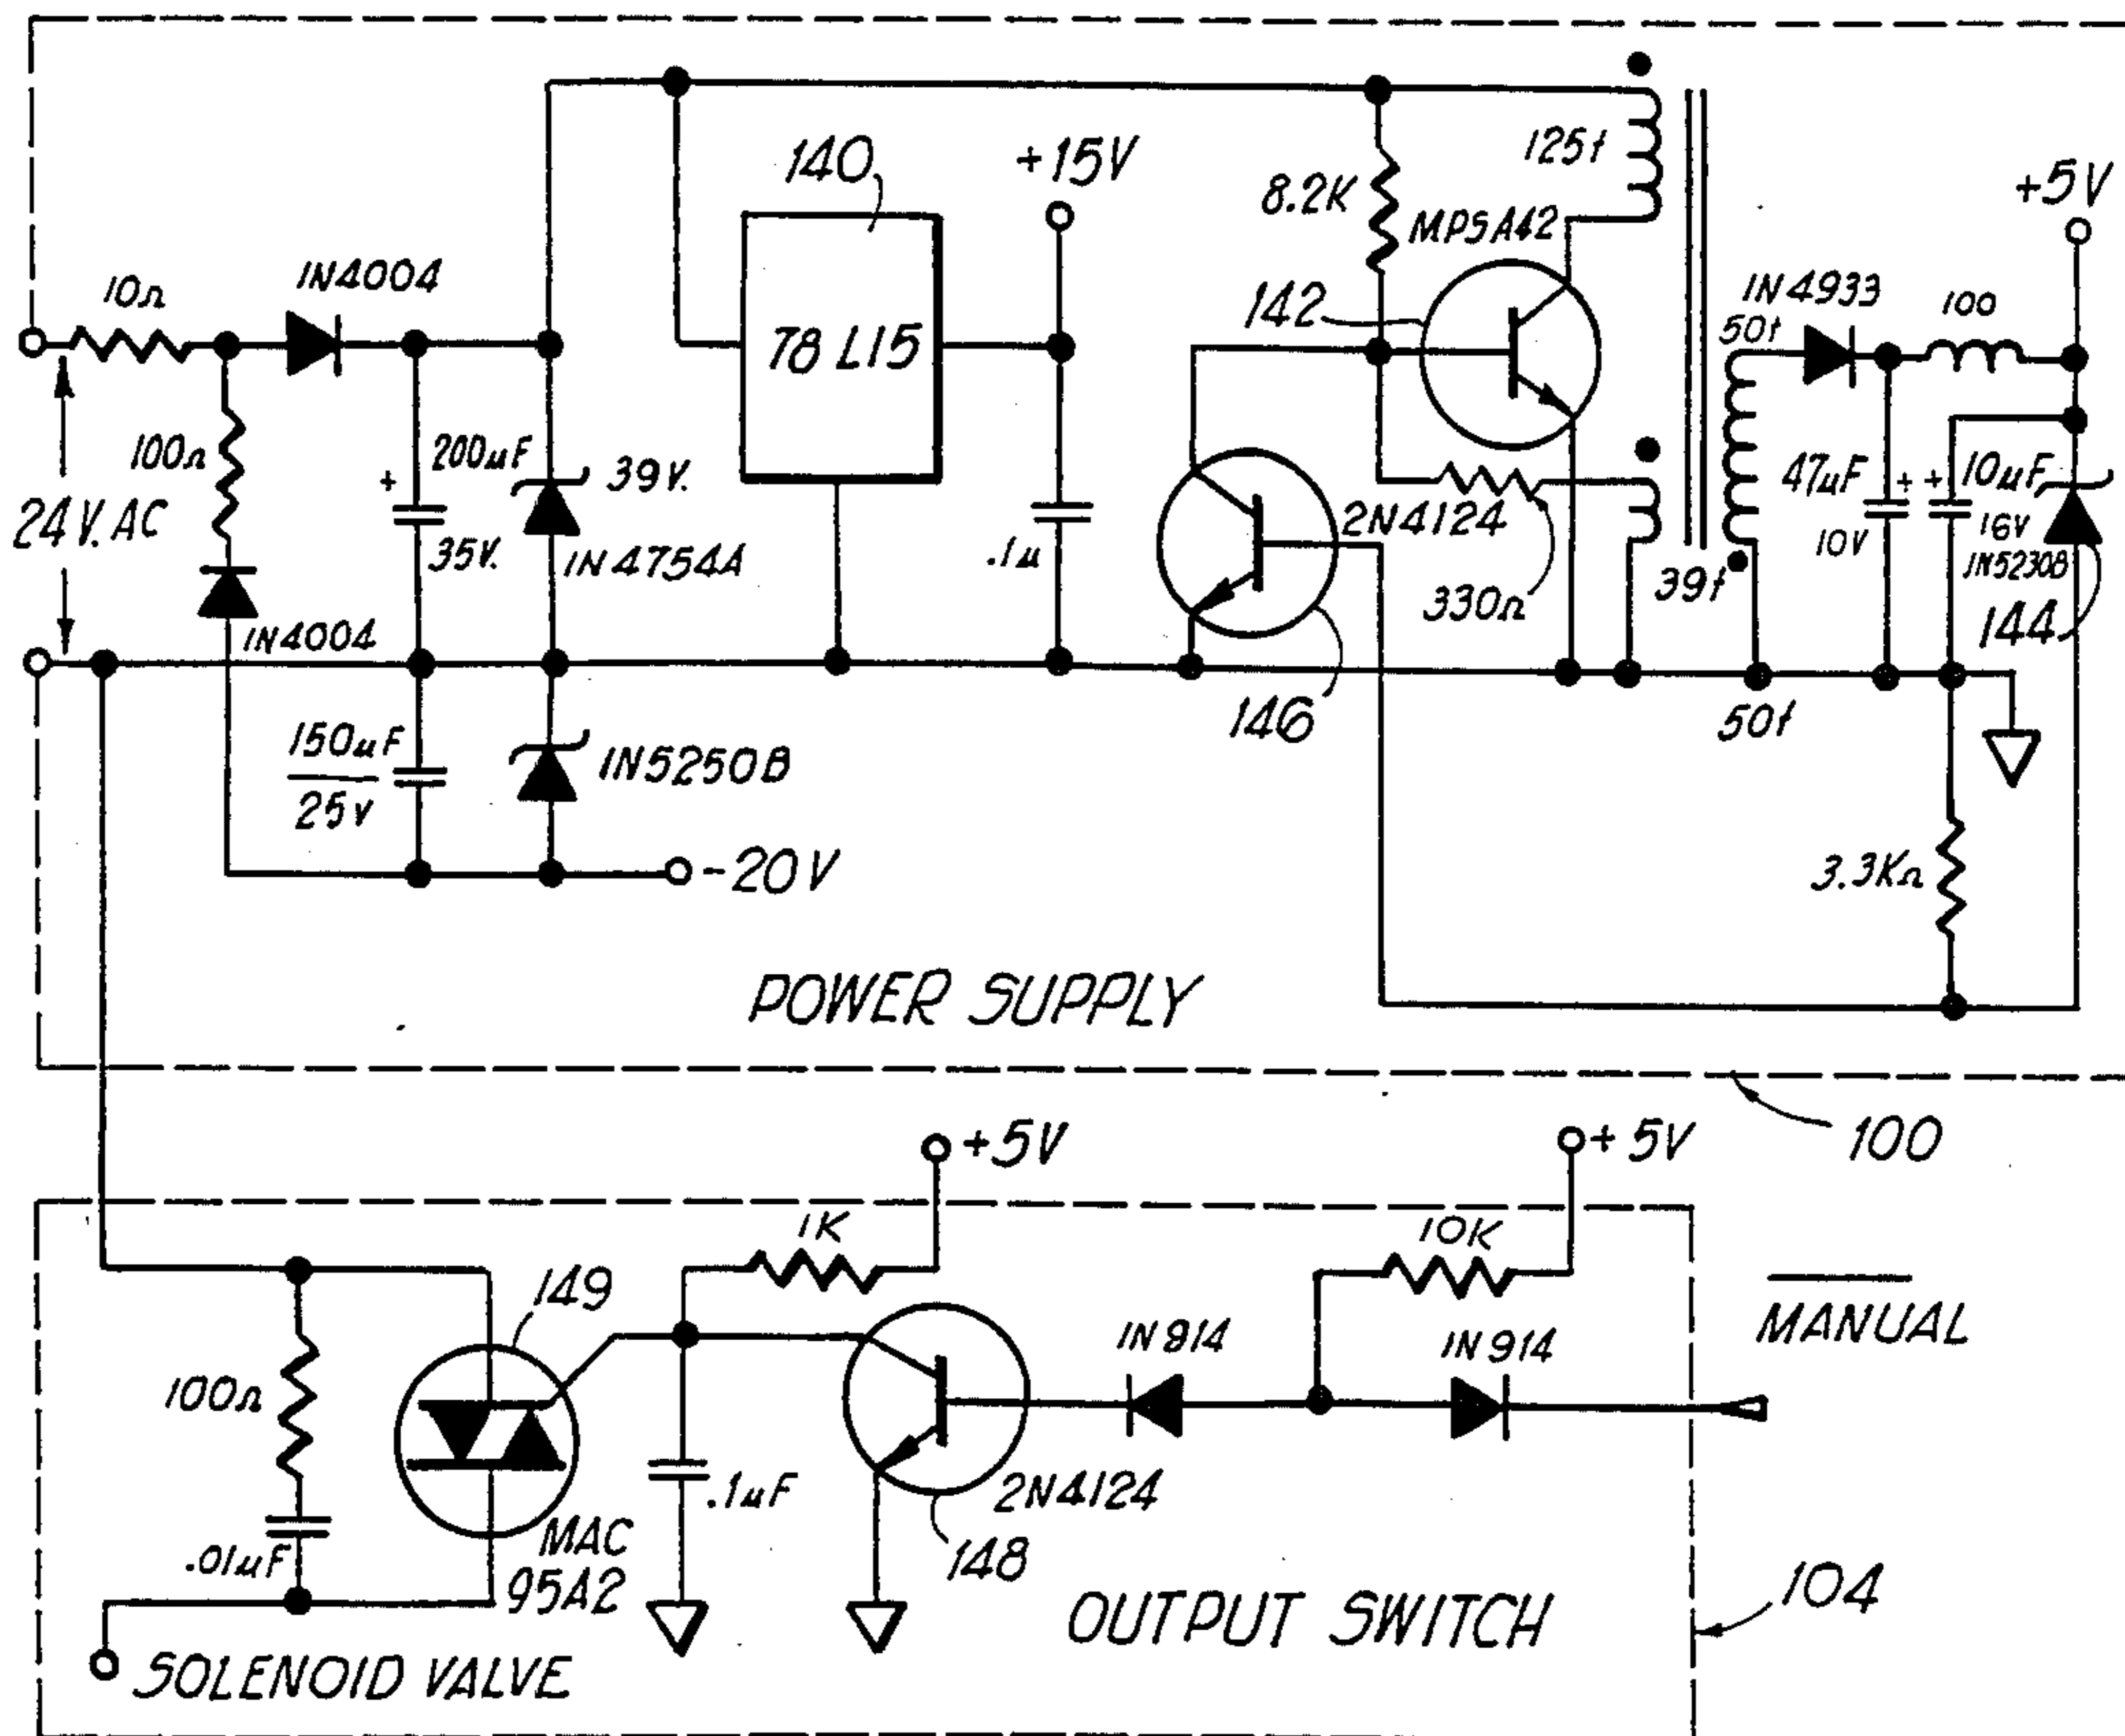 140
+15V
125t
+5V
8.2K
MPSA42
10Ω
1N4004
78 L15
142
1N4933
50t
100
100Ω
200µF
+
39V.
24V. AC
35V.
1N4754A
.1µ
2N4124
330Ω
39t
47µF
+
10V
+
10µF
16V
1N5230B
144
1N4004
146
50t
150µF
25V
1N5250B
-20V
3.3KΩ
POWER SUPPLY
100
+5V
+5V
1K
10K
149
MANUAL
1N914
1N914
100Ω
.1µF
2N4124
MAC
95A2
.01µF
148
104
OUTPUT SWITCH
SOLENOID VALVE